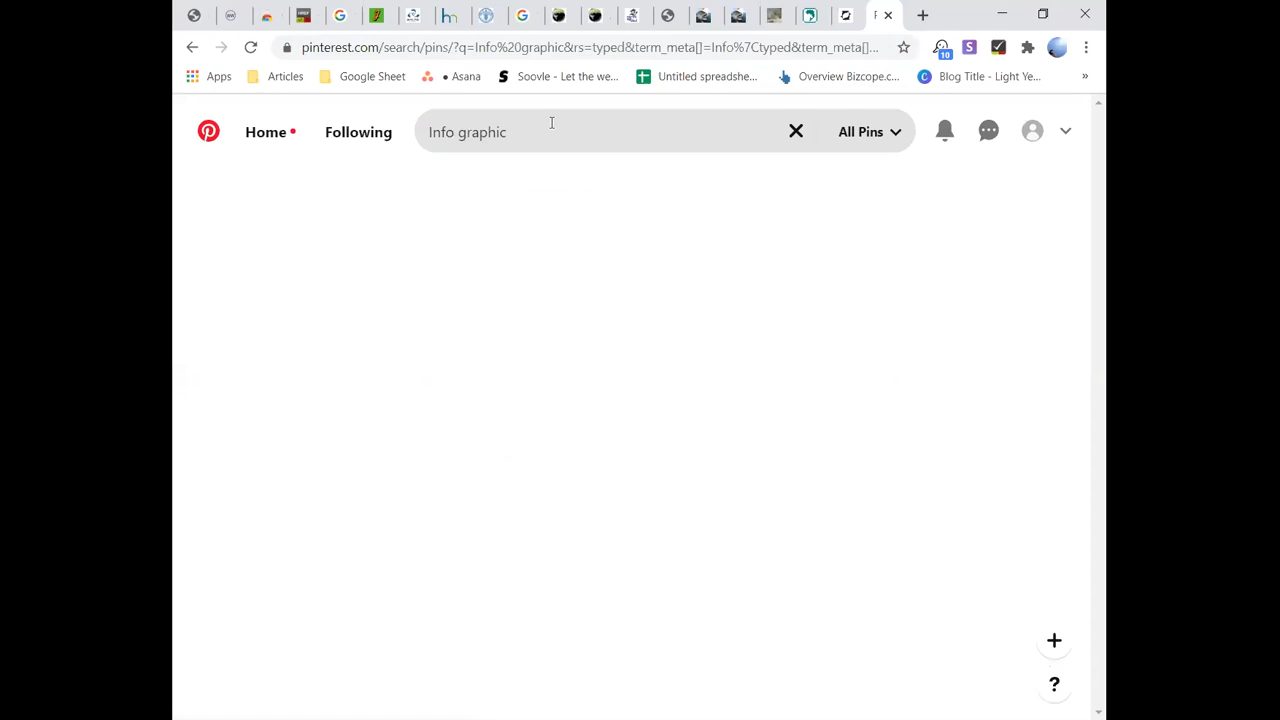 pinterest.com/search/pins/?q=Info%20graphic&rs=typed&term_meta[]=Info%7Ctyped&term_meta[]...
10
Apps Articles Google Sheet • Asana Soovle - Let the we... Untitled spreadshe... Overview Bizcope.c... Blog Title - Light Ye... »
Home Following Info graphic All Pins
+
?